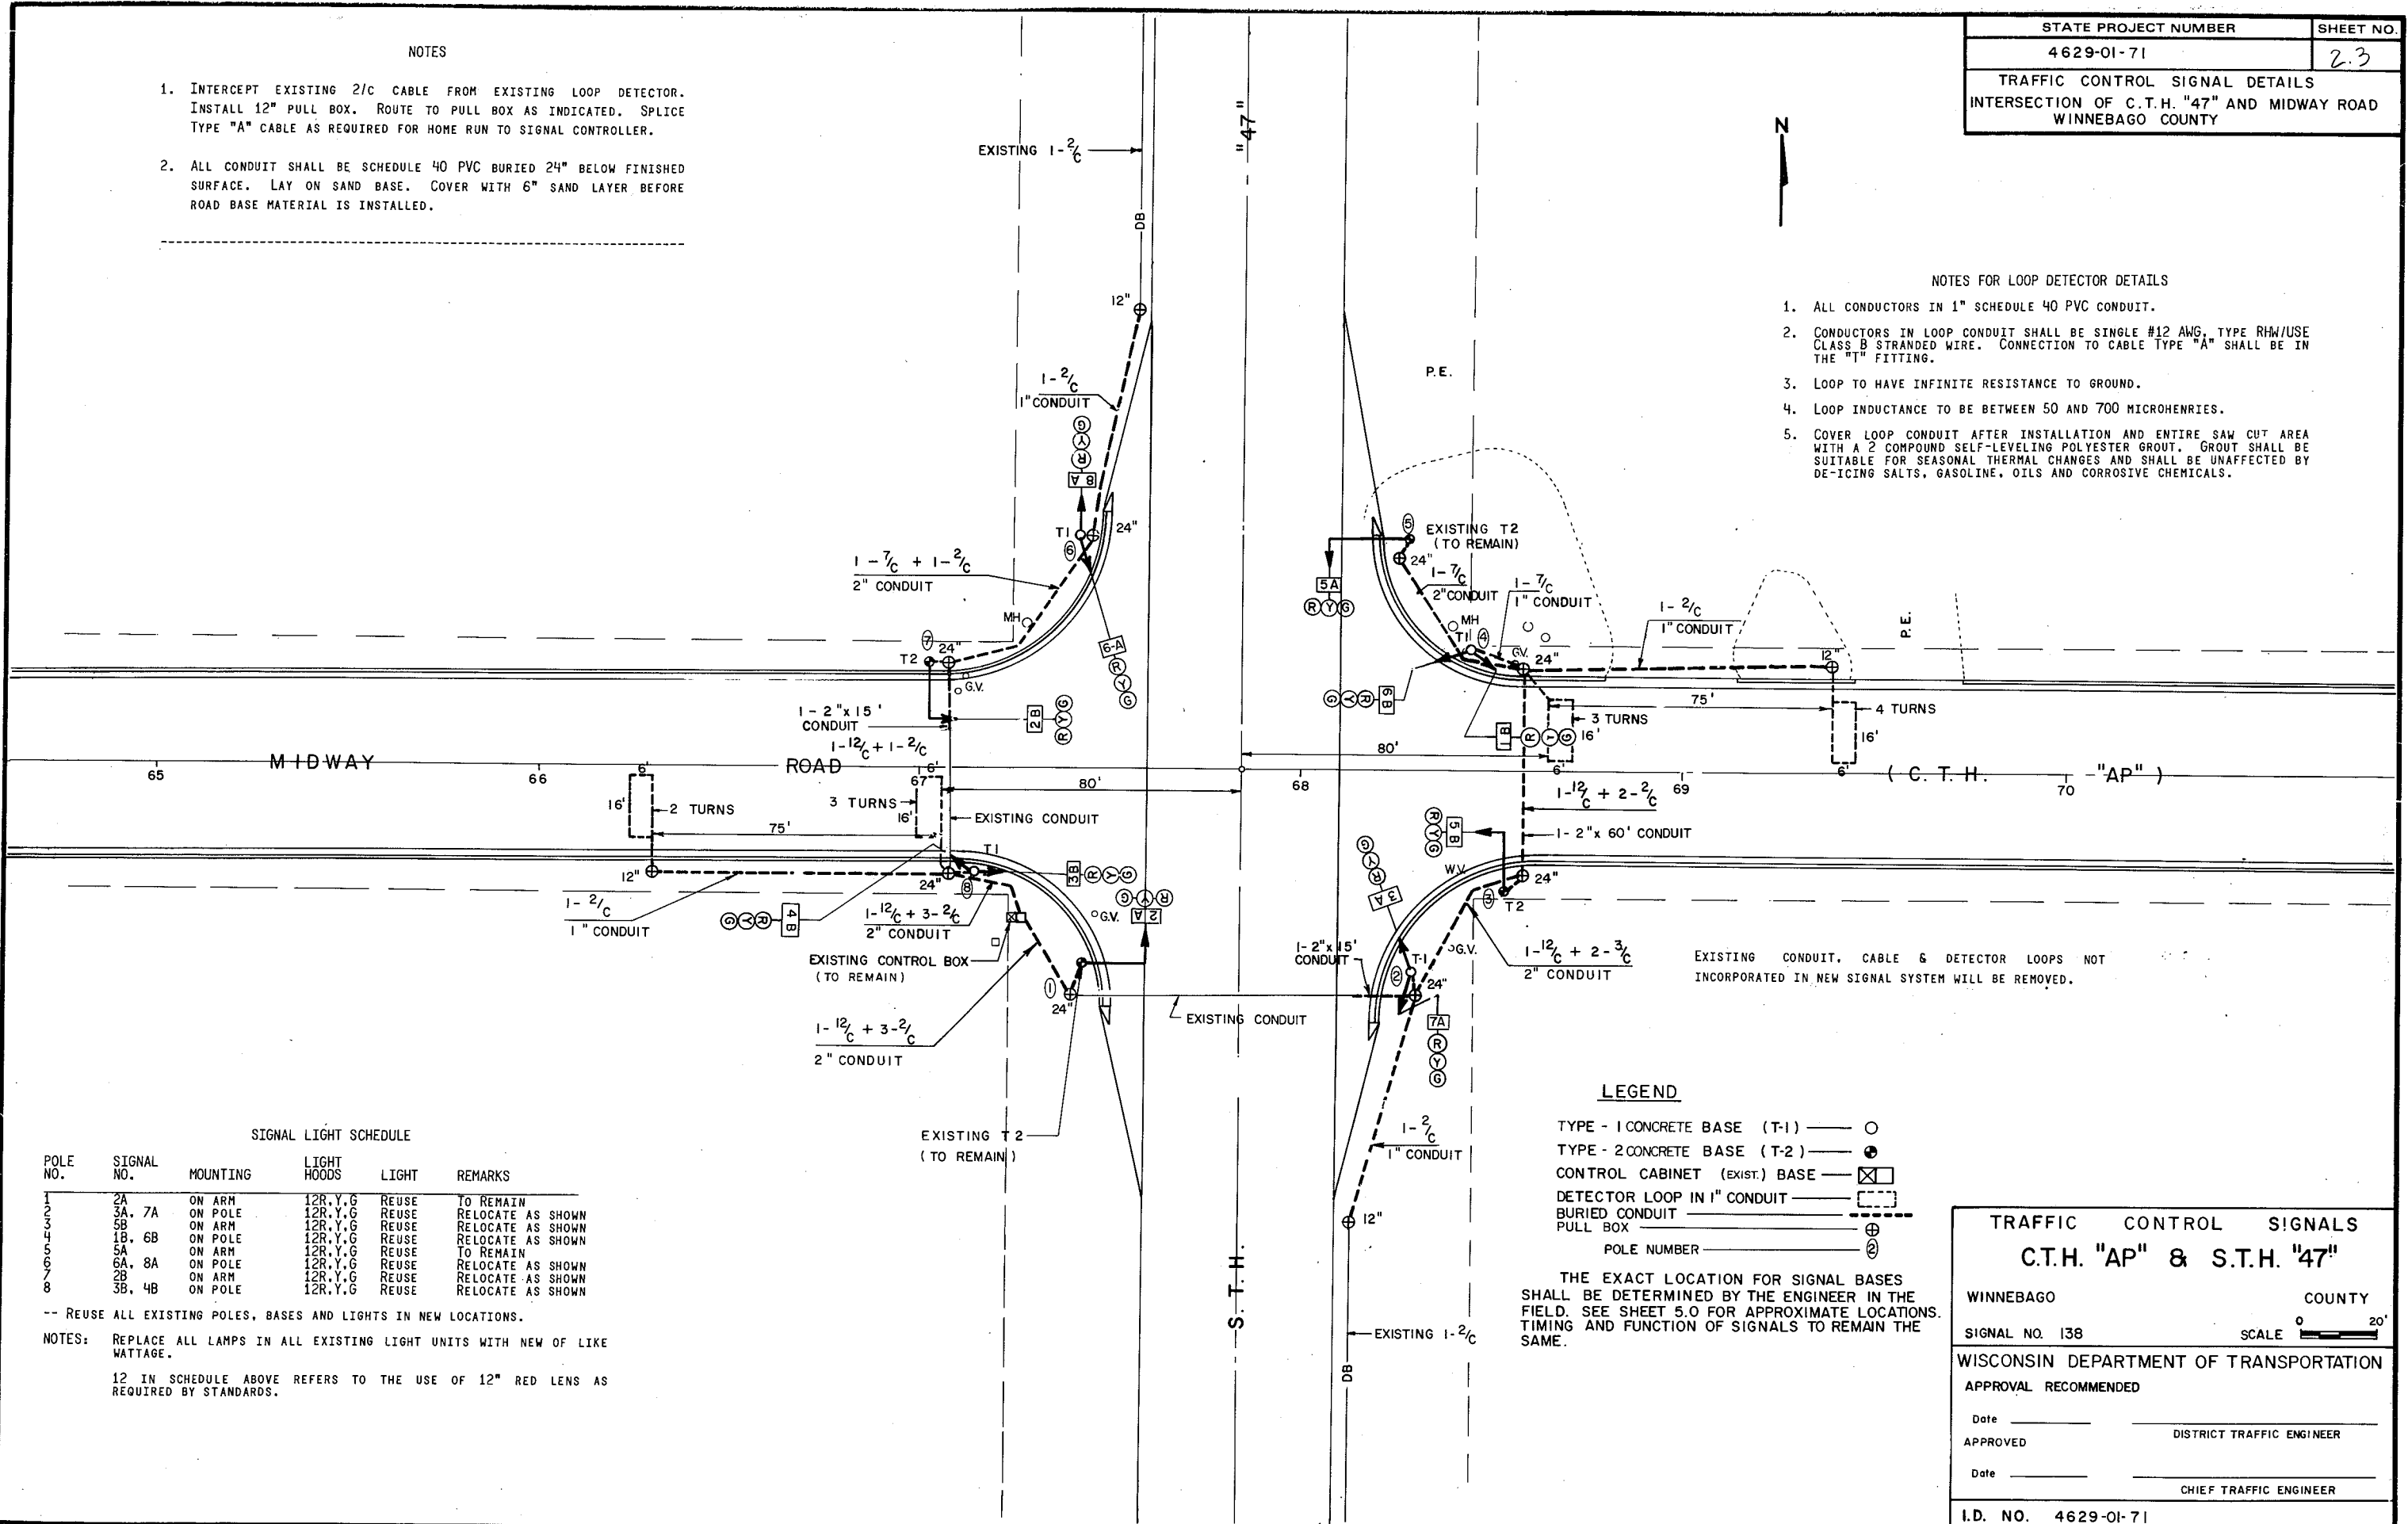 STATE PROJECT NUMBER
SHEET NO.
4629-01-71
2.3
TRAFFIC CONTROL SIGNAL DETAILS
INTERSECTION OF C.T.H. "47" AND MIDWAY ROAD
WINNEBAGO COUNTY
NOTES
1. INTERCEPT EXISTING 2/C CABLE FROM EXISTING LOOP DETECTOR.
INSTALL 12" PULL BOX. ROUTE TO PULL BOX AS INDICATED. SPLICE
TYPE "A" CABLE AS REQUIRED FOR HOME RUN TO SIGNAL CONTROLLER.
2. ALL CONDUIT SHALL BE SCHEDULE 40 PVC BURIED 24" BELOW FINISHED
SURFACE. LAY ON SAND BASE. COVER WITH 6" SAND LAYER BEFORE
ROAD BASE MATERIAL IS INSTALLED.
N
NOTES FOR LOOP DETECTOR DETAILS
1. ALL CONDUCTORS IN 1" SCHEDULE 40 PVC CONDUIT.
2. CONDUCTORS IN LOOP CONDUIT SHALL BE SINGLE #12 AWG, TYPE RHW/USE
CLASS B STRANDED WIRE. CONNECTION TO CABLE TYPE "A" SHALL BE IN
THE "T" FITTING.
3. LOOP TO HAVE INFINITE RESISTANCE TO GROUND.
4. LOOP INDUCTANCE TO BE BETWEEN 50 AND 700 MICROHENRIES.
5. COVER LOOP CONDUIT AFTER INSTALLATION AND ENTIRE SAW CUT AREA
WITH A 2 COMPOUND SELF-LEVELING POLYESTER GROUT. GROUT SHALL BE
SUITABLE FOR SEASONAL THERMAL CHANGES AND SHALL BE UNAFFECTED BY
DE-ICING SALTS, GASOLINE, OILS AND CORROSIVE CHEMICALS.
"47"
EXISTING 1-2/C
DB
12"
1-2/C
1" CONDUIT
G
Y
R
8A
T1
24"
6
1-7/C + 1-2/C
2" CONDUIT
MH
7
24"
T2
G.V.
6-A
R
Y
G
2B
R Y G
1-2"x 15'
CONDUIT
1-12/C + 1-2/C
P.E.
5
EXISTING T2
(TO REMAIN)
24"
5A
R Y G
1-7/C
2" CONDUIT
1-7/C
1" CONDUIT
1-2/C
1" CONDUIT
MH
T1
4
G.V.
24"
12"
P.E.
G Y R
6B
1B
R Y G
3 TURNS
16'
6'
75'
4 TURNS
16'
6'
80'
MIDWAY
ROAD
65
66
67
68
69
70
( C. T. H. "AP" )
6'
16'
2 TURNS
6'
3 TURNS
16'
75'
80'
EXISTING CONDUIT
1-12/C + 2-2/C
1-2"x 60' CONDUIT
12"
1-2/C
1" CONDUIT
24"
T1
8
3B
R Y G
G Y R
4B
1-12/C + 3-2/C
2" CONDUIT
G.V.
2A
R Y G
EXISTING CONTROL BOX
(TO REMAIN)
1
24"
1-12/C + 3-2/C
2" CONDUIT
EXISTING T2
(TO REMAIN)
EXISTING CONDUIT
R
Y
G
5B
G
Y
R
3A
W.V.
24"
3
T2
G.V.
1-2"x 15'
CONDUIT
T-1
2
24"
1-12/C + 2-3/C
2" CONDUIT
7A
R
Y
G
1-2/C
1" CONDUIT
12"
EXISTING 1-2/C
DB
S. T. H.
EXISTING CONDUIT, CABLE & DETECTOR LOOPS NOT
INCORPORATED IN NEW SIGNAL SYSTEM WILL BE REMOVED.
SIGNAL LIGHT SCHEDULE
POLE NO. SIGNAL NO. MOUNTING LIGHT HOODS LIGHT REMARKS
1 2A ON ARM 12R,Y,G REUSE TO REMAIN
2 3A, 7A ON POLE 12R,Y,G REUSE RELOCATE AS SHOWN
3 5B ON ARM 12R,Y,G REUSE RELOCATE AS SHOWN
4 1B, 6B ON POLE 12R,Y,G REUSE RELOCATE AS SHOWN
5 5A ON ARM 12R,Y,G REUSE TO REMAIN
6 6A, 8A ON POLE 12R,Y,G REUSE RELOCATE AS SHOWN
7 2B ON ARM 12R,Y,G REUSE RELOCATE AS SHOWN
8 3B, 4B ON POLE 12R,Y,G REUSE RELOCATE AS SHOWN
-- REUSE ALL EXISTING POLES, BASES AND LIGHTS IN NEW LOCATIONS.
NOTES: REPLACE ALL LAMPS IN ALL EXISTING LIGHT UNITS WITH NEW OF LIKE
WATTAGE.
12 IN SCHEDULE ABOVE REFERS TO THE USE OF 12" RED LENS AS
REQUIRED BY STANDARDS.
LEGEND
TYPE - 1 CONCRETE BASE (T-1)
TYPE - 2 CONCRETE BASE (T-2)
CONTROL CABINET (EXIST.) BASE
DETECTOR LOOP IN 1" CONDUIT
BURIED CONDUIT
PULL BOX
POLE NUMBER 2
THE EXACT LOCATION FOR SIGNAL BASES
SHALL BE DETERMINED BY THE ENGINEER IN THE
FIELD. SEE SHEET 5.0 FOR APPROXIMATE LOCATIONS.
TIMING AND FUNCTION OF SIGNALS TO REMAIN THE
SAME.
TRAFFIC CONTROL SIGNALS
C.T.H. "AP" & S.T.H. "47"
WINNEBAGO COUNTY
SIGNAL NO. 138 SCALE 0 20'
WISCONSIN DEPARTMENT OF TRANSPORTATION
APPROVAL RECOMMENDED
Date
DISTRICT TRAFFIC ENGINEER
APPROVED
Date
CHIEF TRAFFIC ENGINEER
I.D. NO. 4629-01-71